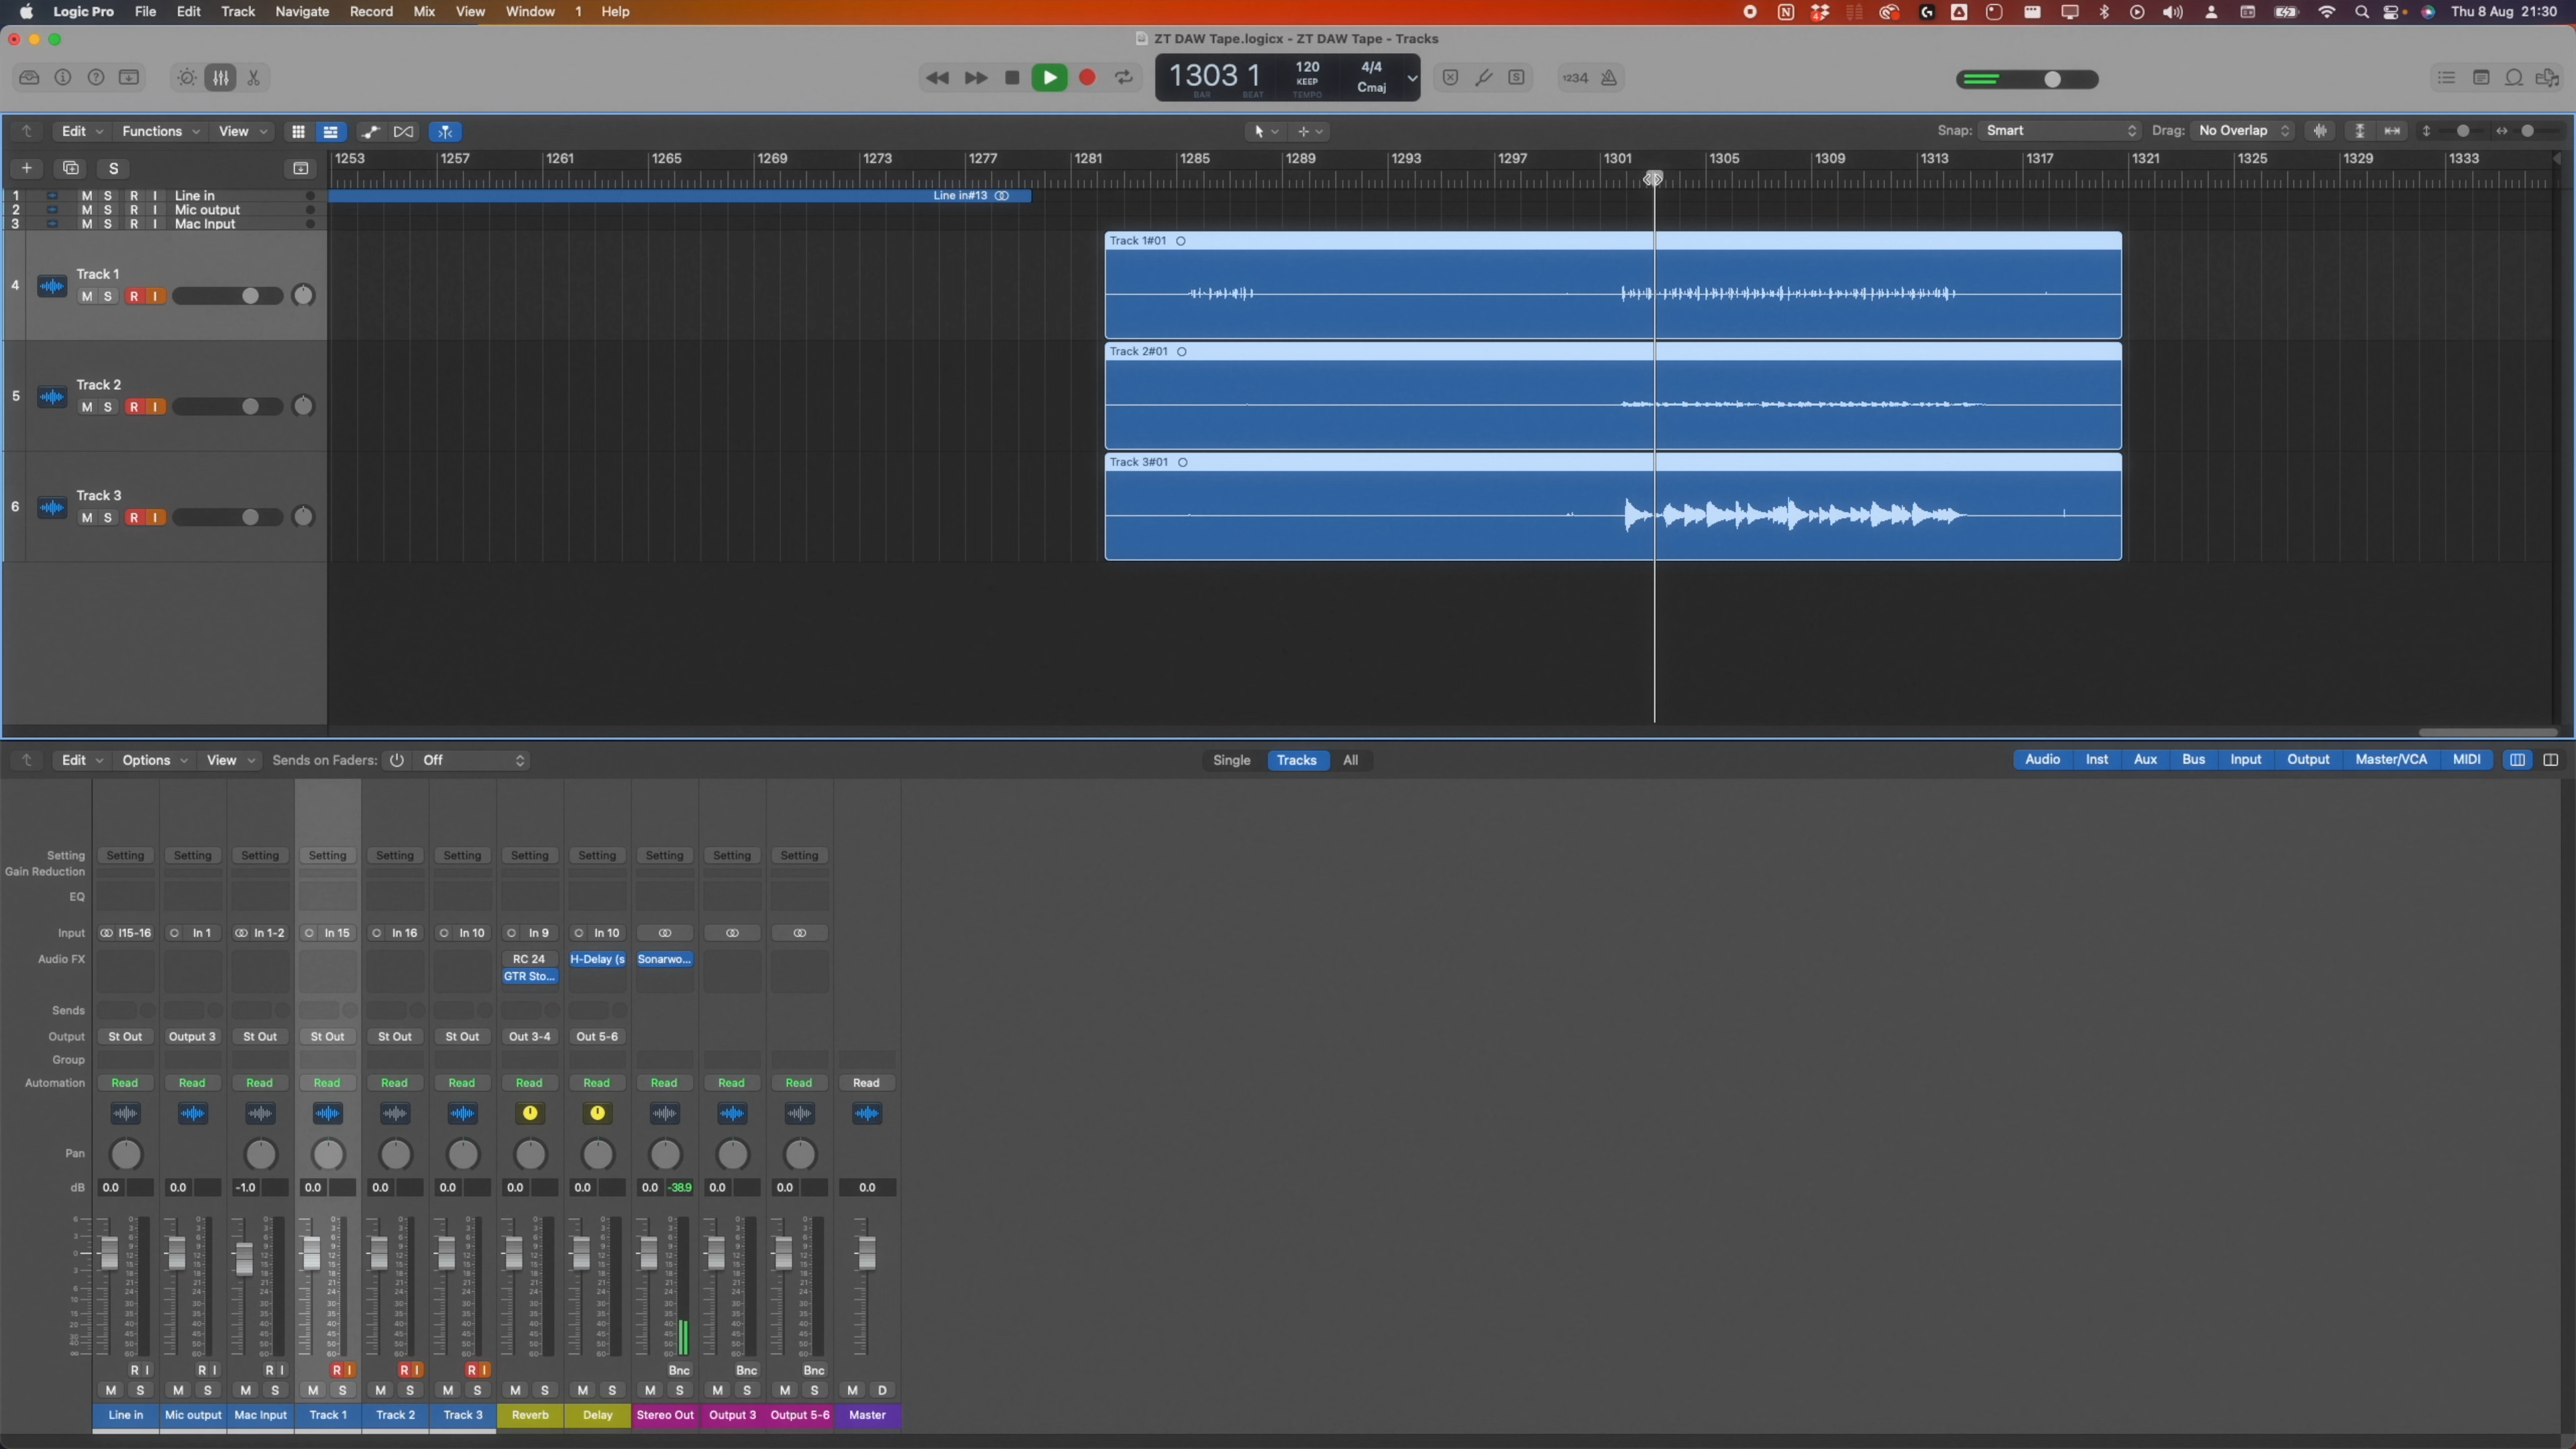 Logic Pro File Edit Track Navigate Record Mix View Window 1 Help
Thu 8 Aug 21:30
ZT DAW Tape.logicx - ZT DAW Tape - Tracks
1303 1 120 4/4
KEEP Cmaj
BAR BEAT TEMPO
1234
Edit Functions View Snap: Smart Drag: No Overlap
S
1253 1257 1261 1265 1269 1273 1277 1281 1285 1289 1293 1297 1301 1305 1309 1313 1317 1321 1325 1329 1333
1 M S R I Line in Line in#13
2 M S R I Mic output
3 M S R I Mac Input
Track 1#01
Track 1
4 M S R I
Track 2#01
Track 2
5 M S R I
Track 3#01
Track 3
6 M S R I
Edit Options View Sends on Faders: Off Single Tracks All Audio Inst Aux Bus Input Output Master/VCA MIDI
Setting Setting Setting Setting Setting Setting Setting Setting Setting Setting Setting Setting
Gain Reduction
EQ
Input I15-16 In 1 In 1-2 In 15 In 16 In 10 In 9 In 10
Audio FX RC 24 H-Delay (s Sonarwo...
GTR Sto...
Sends
Output St Out Output 3 St Out St Out St Out St Out Out 3-4 Out 5-6
Group
Automation Read Read Read Read Read Read Read Read Read Read Read Read
Pan
dB 0.0 0.0 -1.0 0.0 0.0 0.0 0.0 0.0 0.0 -38.9 0.0 0.0 0.0
R I R I R I R I R I R I Bnc Bnc Bnc
M S M S M S M S M S M S M S M S M S M S M S M D
Line in Mic output Mac Input Track 1 Track 2 Track 3 Reverb Delay Stereo Out Output 3 Output 5-6 Master